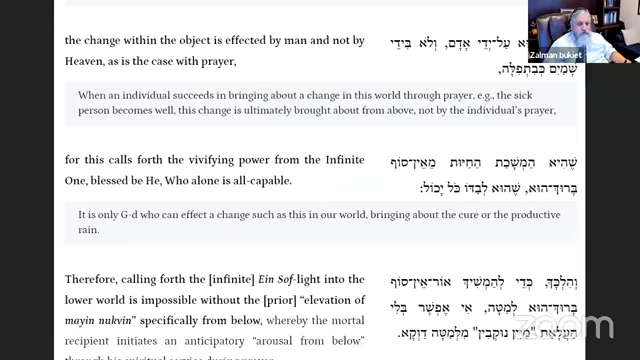 the change within the object is effected by man and not by
Heaven, as is the case with prayer,
הוּא עַל־יְדֵי אָדָם, וְלֹא בִּידֵי
שָׁמַיִם כְּבִתְפִלָּה,
Zalman bukiet
When an individual succeeds in bringing about a change in this world through prayer, e.g., the sick
person becomes well, this change is ultimately brought about from above, not by the individual's prayer,
for this calls forth the vivifying power from the Infinite
One, blessed be He, Who alone is all-capable.
שֶׁהִיא הַמְשָׁכַת הַחַיּוּת מֵאֵין־סוֹף
בָּרוּךְ־הוּא, שֶׁהוּא לְבַדּוֹ כֹּל יָכוֹל:
It is only G-d who can effect a change such as this in our world, bringing about the cure or the productive
rain.
Therefore, calling forth the [infinite] Ein Sof-light into the
lower world is impossible without the [prior] “elevation of
mayin nukvin” specifically from below, whereby the mortal
recipient initiates an anticipatory “arousal from below”
through his spiritual service during prayer
וְהִלְכָּךְ, כְּדֵי לְהַמְשִׁיךְ אוֹר־אֵין־סוֹף
בָּרוּךְ־הוּא לְמַטָּה, אִי אֶפְשָׁר בְּלִי
הַעֲלָאַת "מַיִּין נוּקְבִין" מִלְּמַטָּה דַּוְקָא.
zoom